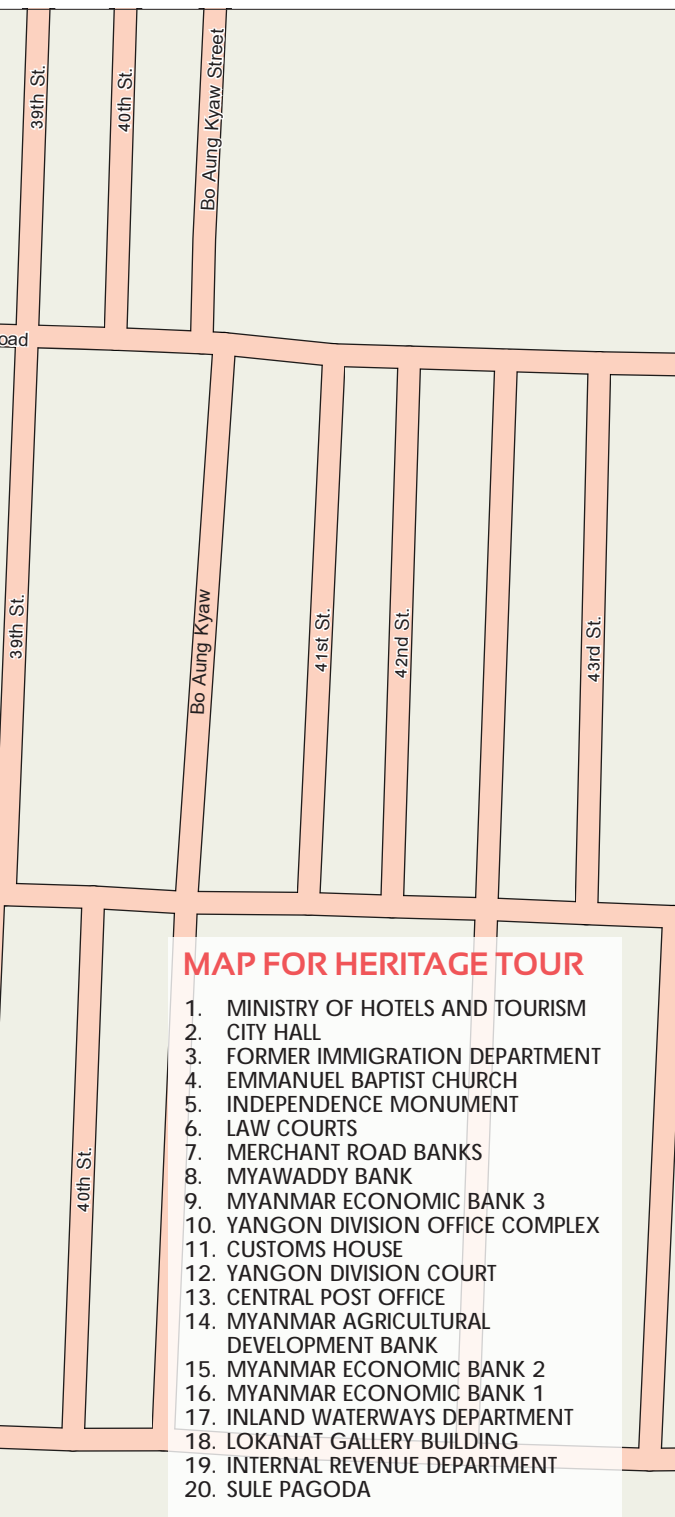 39th St.
40th St.
Bo Aung Kyaw Street
oad
39th St.
Bo Aung Kyaw
41st St.
42nd St.
43rd St.
40th St.
MAP FOR HERITAGE TOUR
1. MINISTRY OF HOTELS AND TOURISM
2. CITY HALL
3. FORMER IMMIGRATION DEPARTMENT
4. EMMANUEL BAPTIST CHURCH
5. INDEPENDENCE MONUMENT
6. LAW COURTS
7. MERCHANT ROAD BANKS
8. MYAWADDY BANK
9. MYANMAR ECONOMIC BANK 3
10. YANGON DIVISION OFFICE COMPLEX
11. CUSTOMS HOUSE
12. YANGON DIVISION COURT
13. CENTRAL POST OFFICE
14. MYANMAR AGRICULTURAL
DEVELOPMENT BANK
15. MYANMAR ECONOMIC BANK 2
16. MYANMAR ECONOMIC BANK 1
17. INLAND WATERWAYS DEPARTMENT
18. LOKANAT GALLERY BUILDING
19. INTERNAL REVENUE DEPARTMENT
20. SULE PAGODA